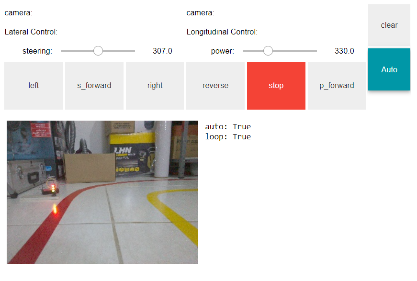 camera:
camera:
clear
Lateral Control:
Longitudinal Control:
steering: 307.0
power: 330.0
Auto
left
s_forward
right
reverse
stop
p_forward
auto: True
loop: True
LHN